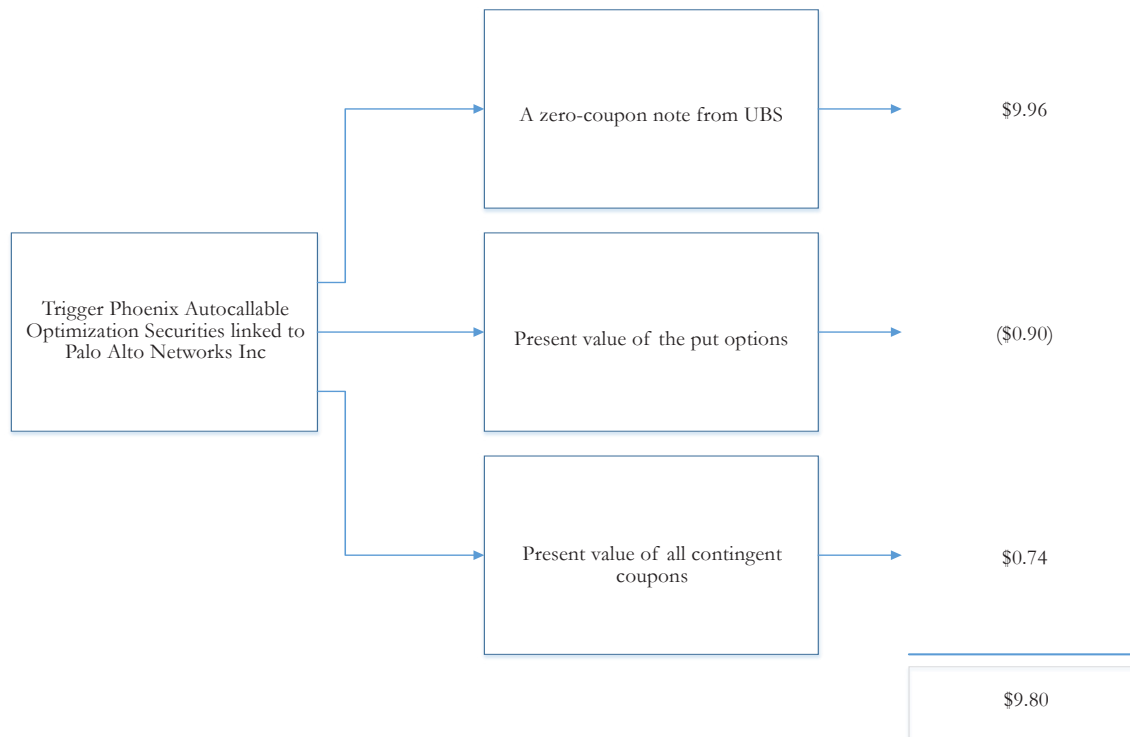 A zero-coupon note from UBS
$9.96
Trigger Phoenix Autocallable
Optimization Securities linked to
Palo Alto Networks Inc
Present value of the put options
($0.90)
Present value of all contingent
coupons
$0.74
$9.80